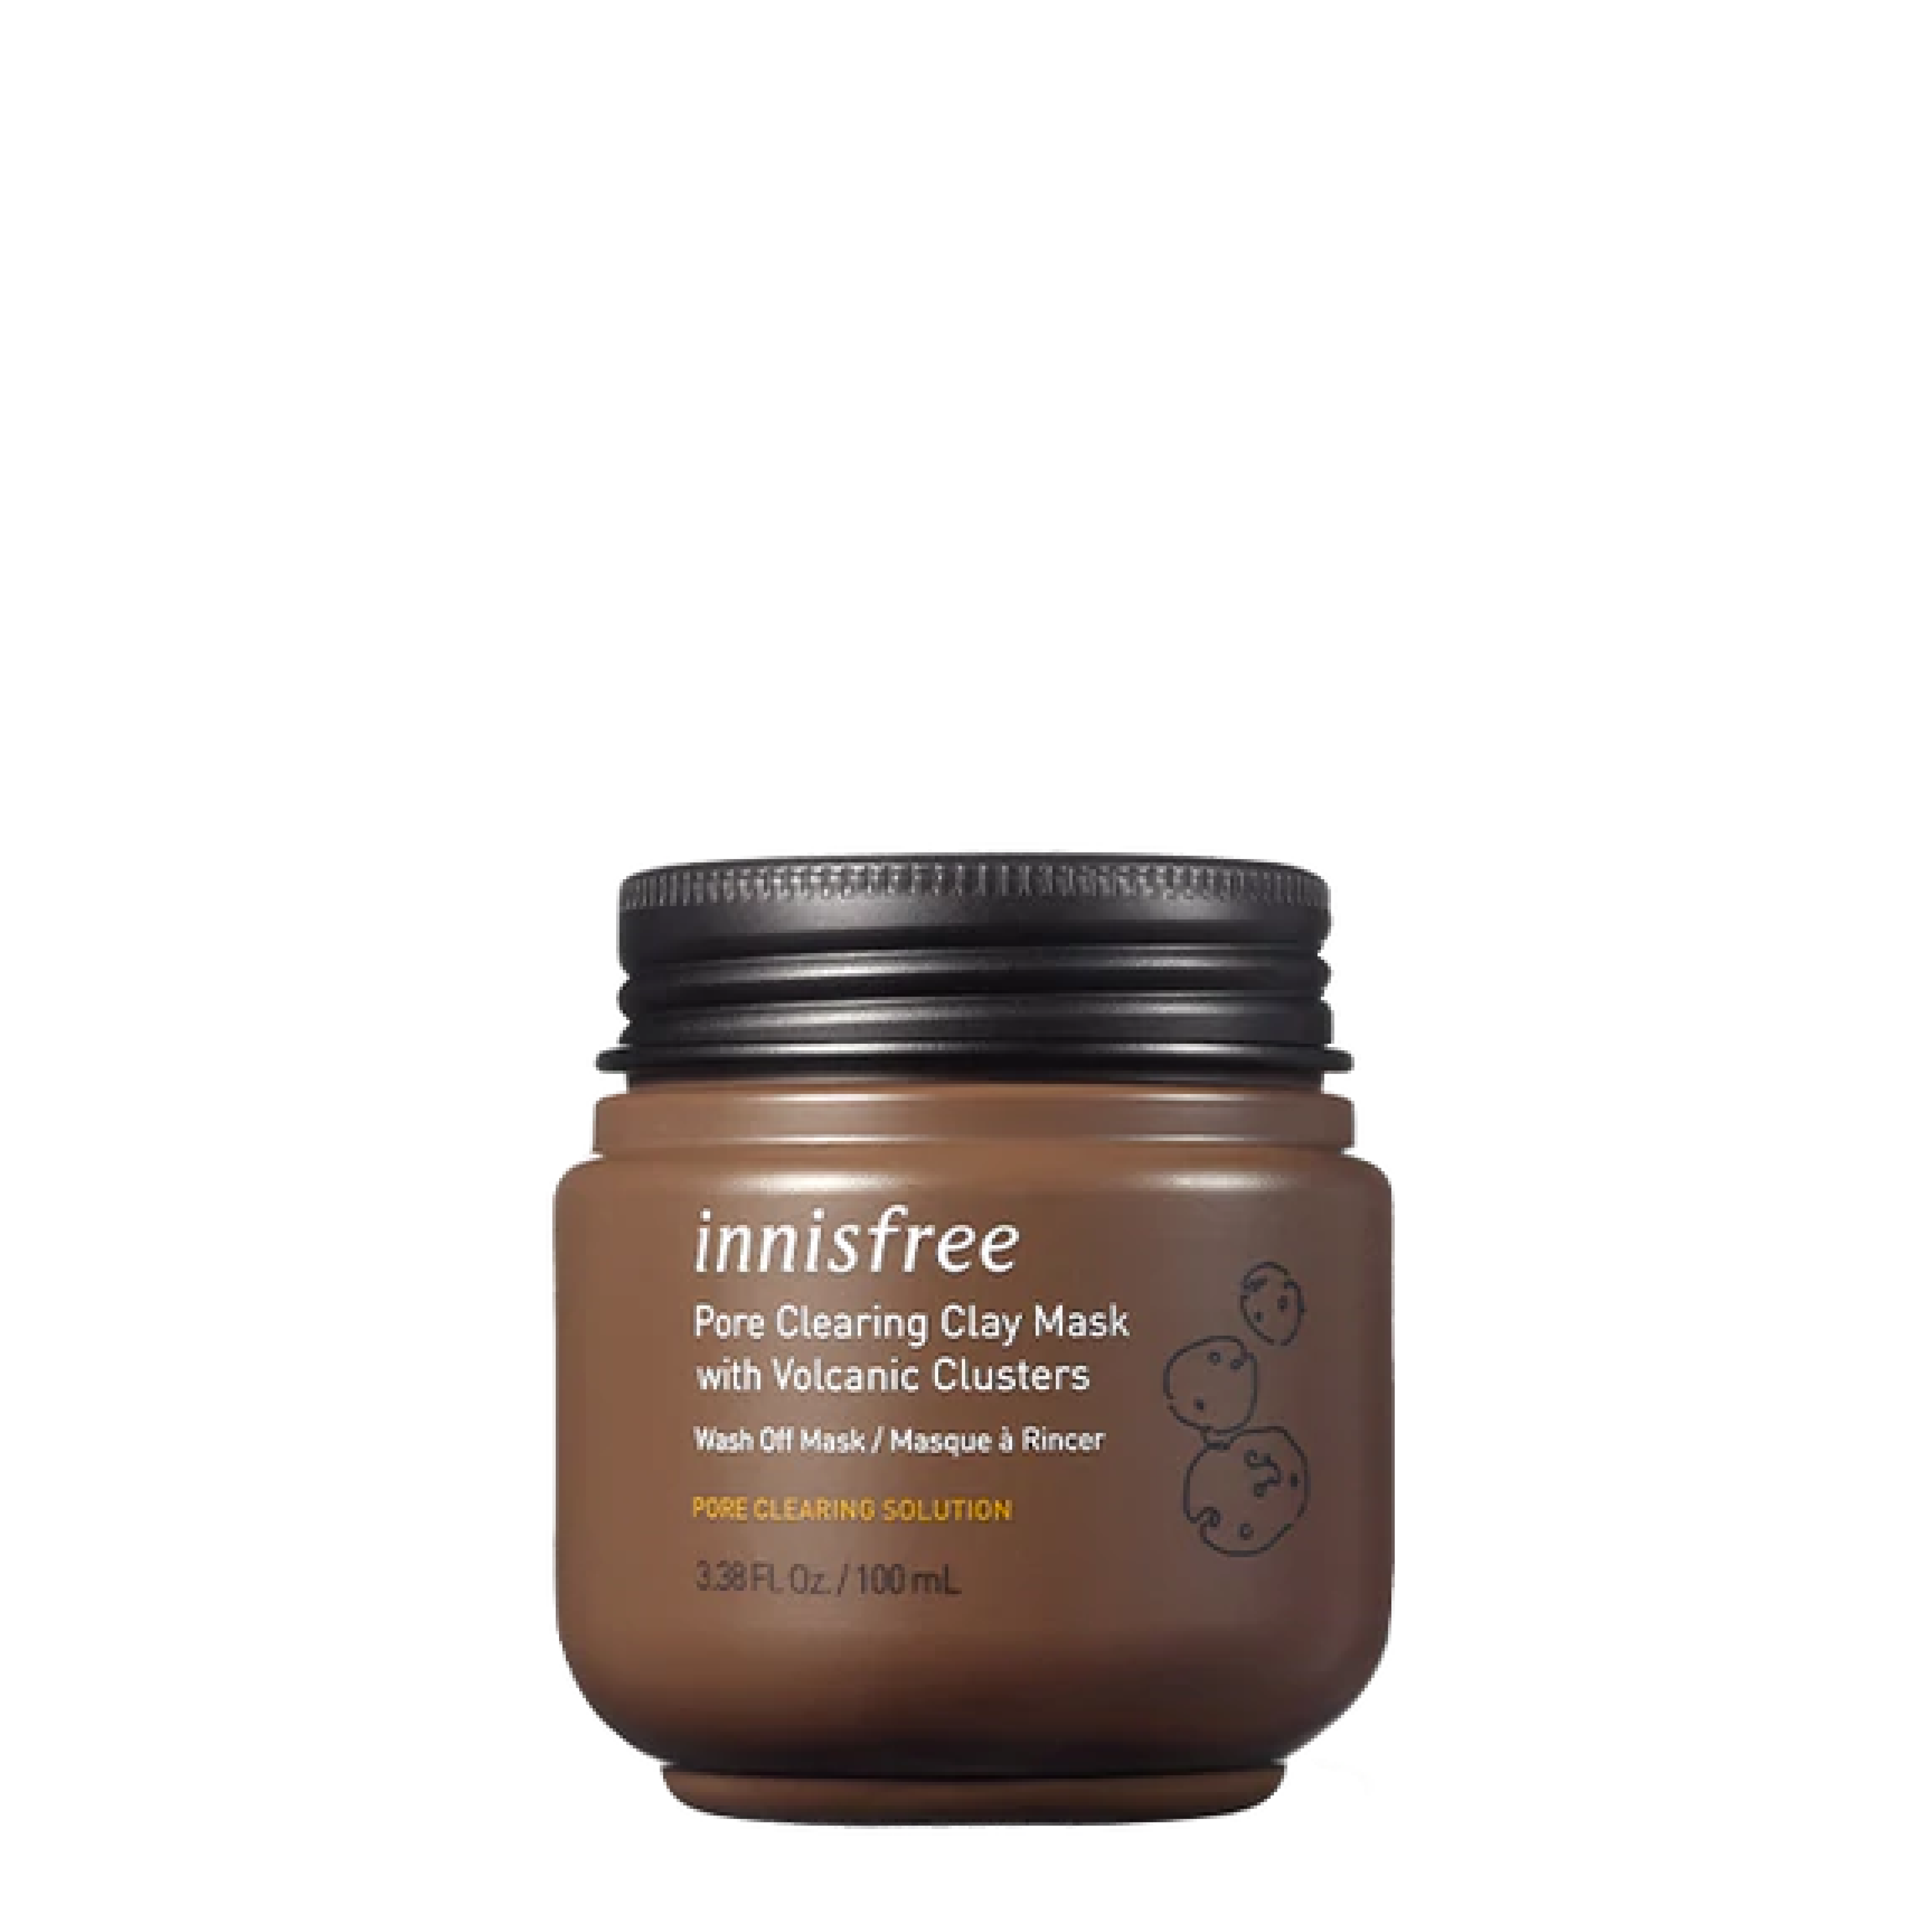 innisfree
Pore Clearing Clay Mask
with Volcanic Clusters
Wash Off Mask / Masque à Rincer
PORE CLEARING SOLUTION
3.38 FL. Oz. / 100 mL